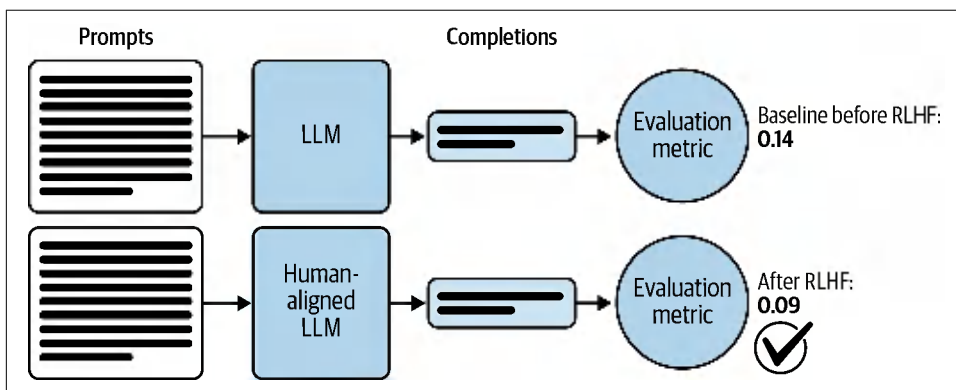 Prompts
Completions
LLM
Evaluation
metric
Baseline before RLHF:
0.14
Human-
aligned
LLM
Evaluation
metric
After RLHF:
0.09